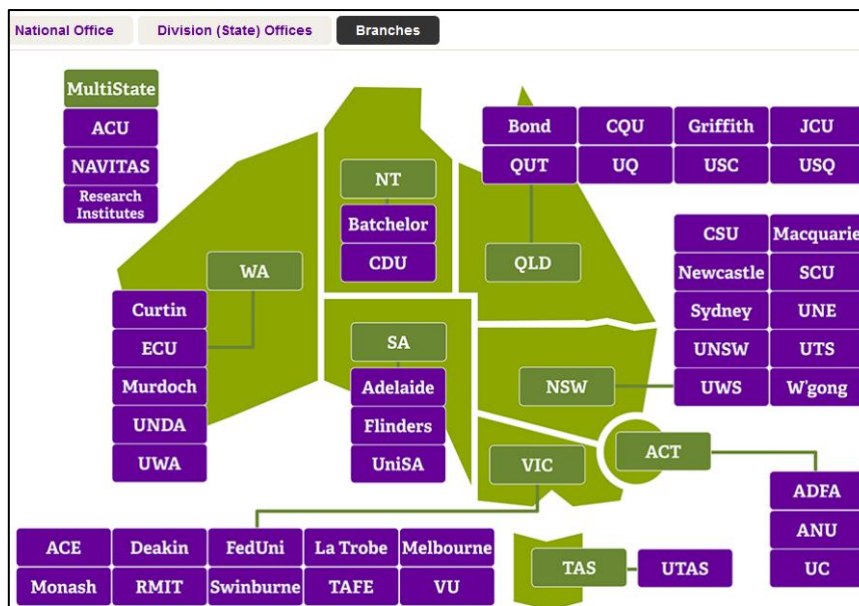 National Office Division (State) Offices Branches
MultiState
ACU
NAVITAS
Research
Institutes
NT
Batchelor
CDU
Bond CQU Griffith JCU
QUT UQ USC USQ
QLD
WA
Curtin
ECU
Murdoch
UNDA
UWA
SA
Adelaide
Flinders
UniSA
CSU Macquarie
Newcastle SCU
Sydney UNE
UNSW UTS
UWS W'gong
NSW
VIC
ACT
ADFA
ANU
UC
ACE Deakin FedUni La Trobe Melbourne
Monash RMIT Swinburne TAFE VU
TAS UTAS